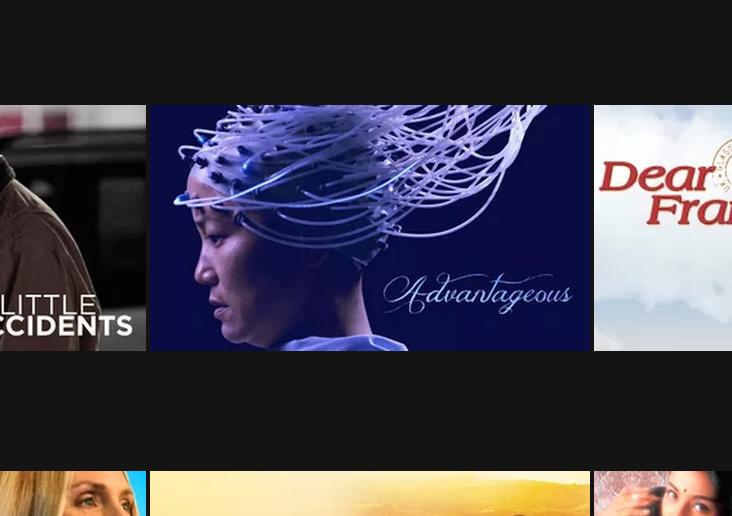 LITTLE
CCIDENTS
Advantageous
Dear
Fra